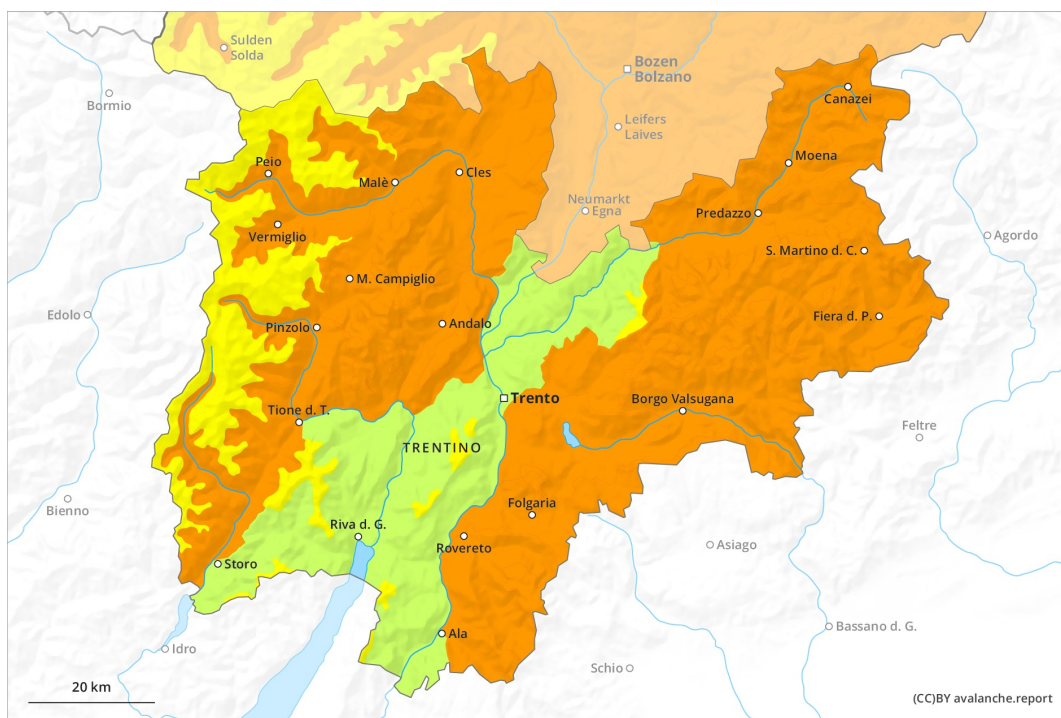 Sulden
Solda
Bozen
Bolzano
Bormio
Canazei
Leifers
Laives
Peio
Moena
Malè
Cles
Neumarkt
Egna
Predazzo
Vermiglio
Agordo
S. Martino d. C.
M. Campiglio
Edolo
Fiera d. P.
Pinzolo
Andalo
Trento
Borgo Valsugana
Tione d. T.
Feltre
TRENTINO
Bienno
Folgaria
Riva d. G.
Rovereto
Asiago
Storo
Bassano d. G.
Ala
Idro
Schio
20 km
(CC)BY avalanche.report